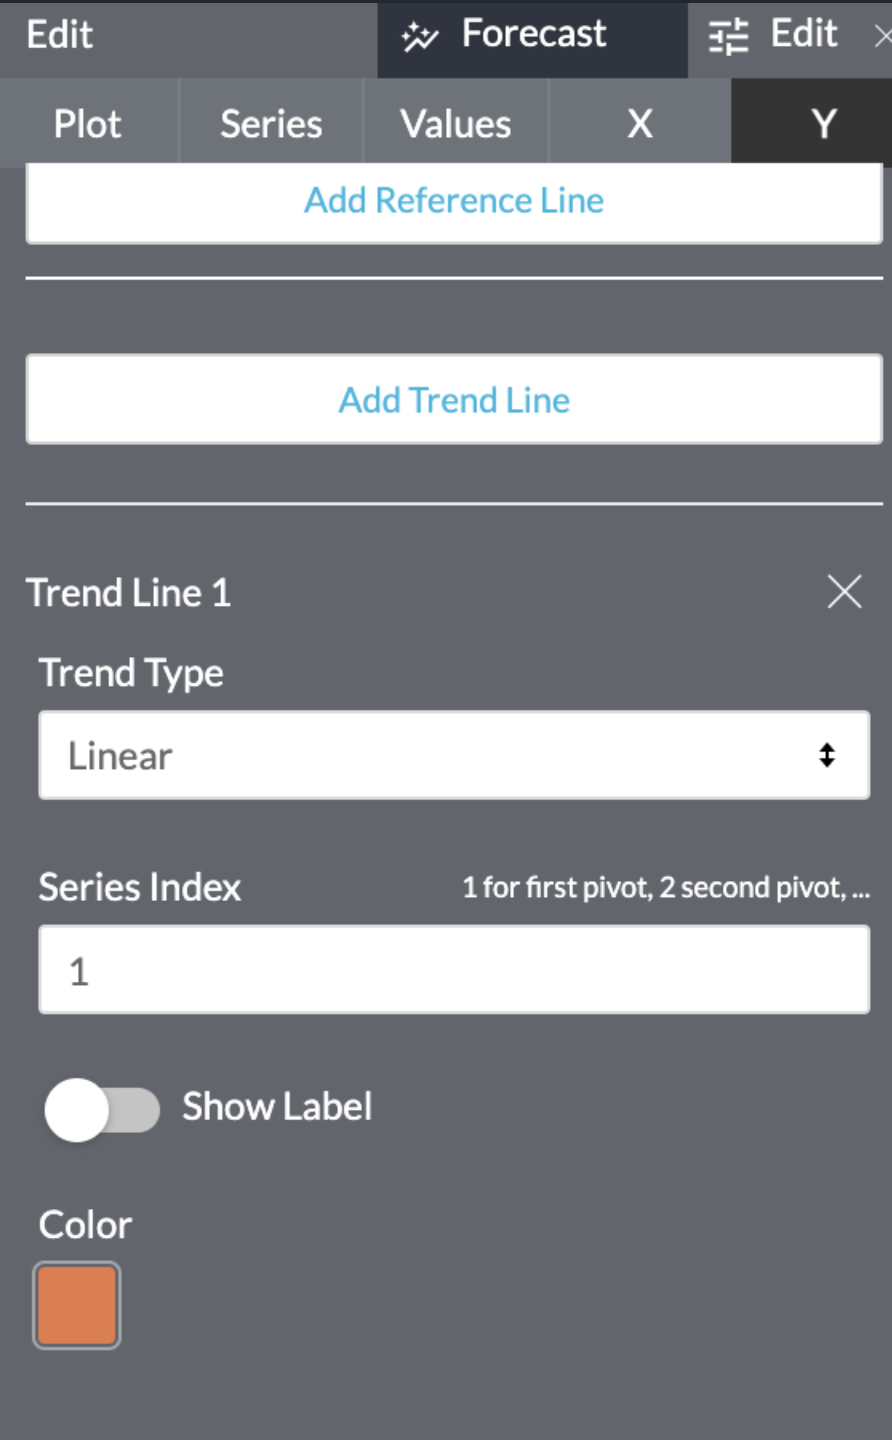 Edit Forecast Edit
Plot Series Values X Y
Add Reference Line
Add Trend Line
Trend Line 1
Trend Type
Linear
Series Index 1 for first pivot, 2 second pivot, ...
1
Show Label
Color